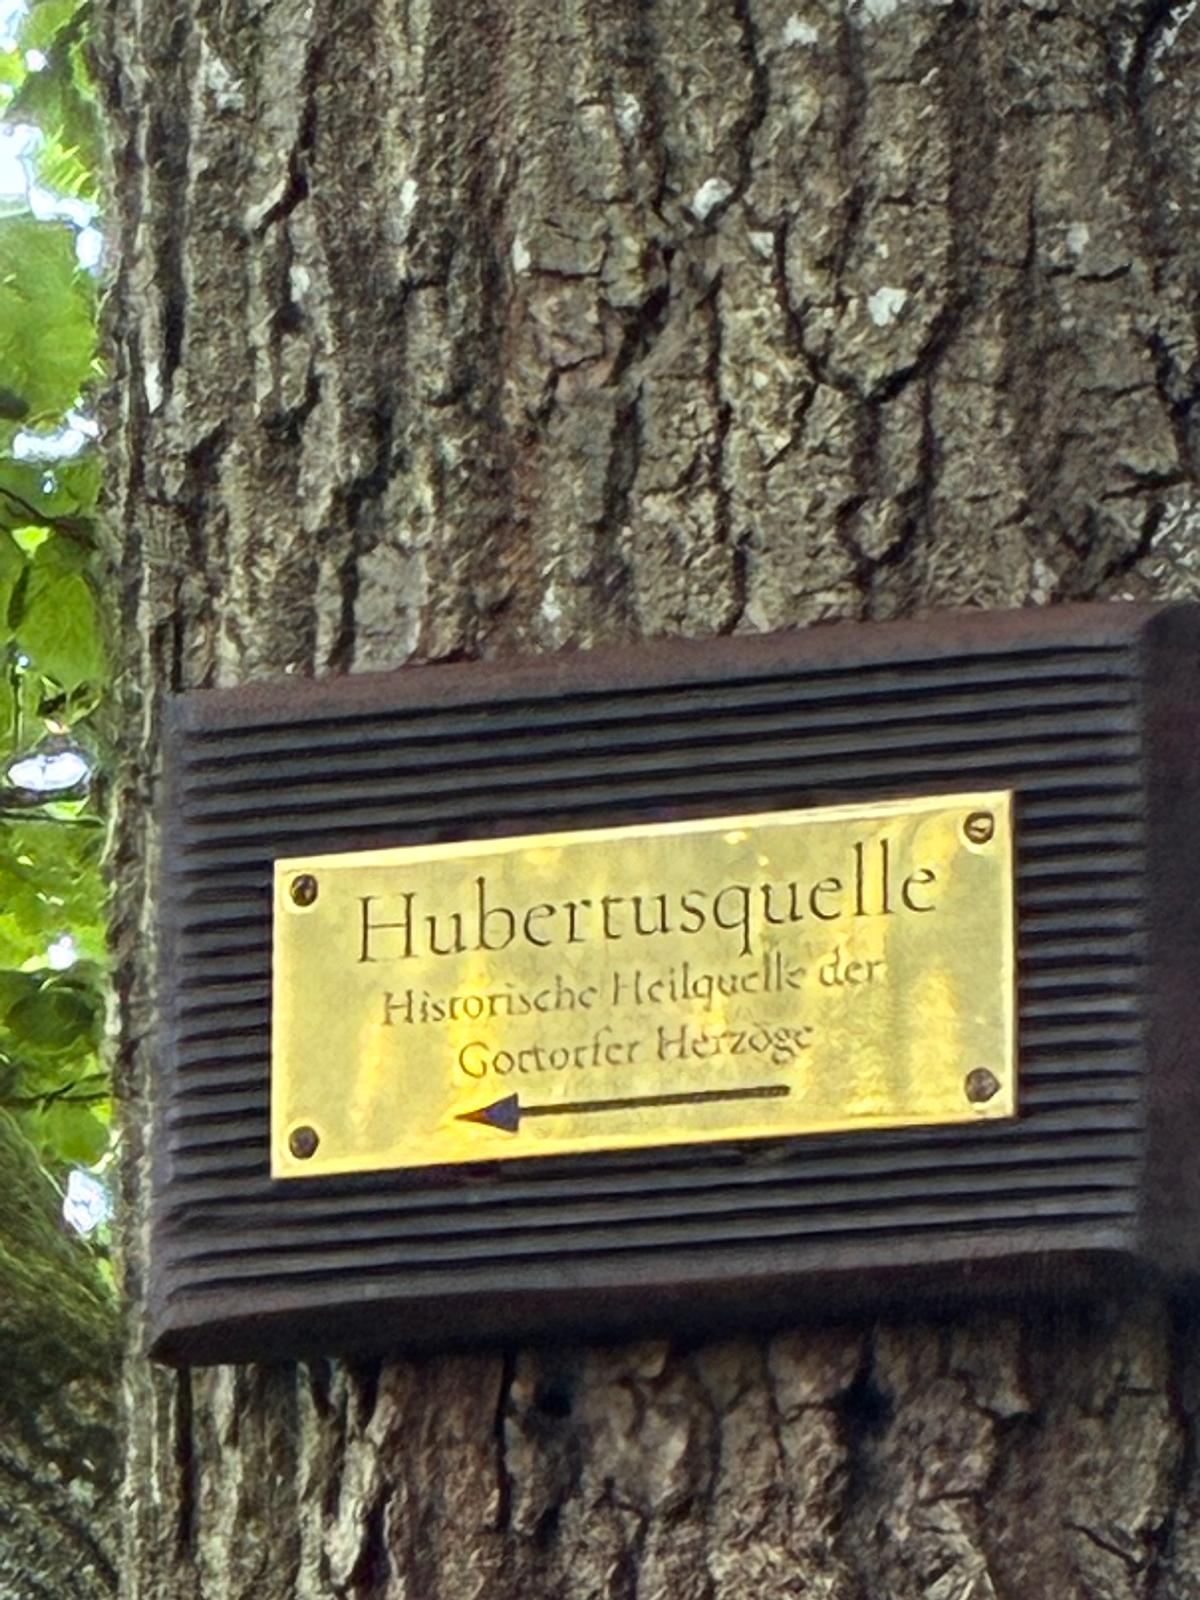 Hubertusquelle
Historische Heilquelle der
Gottorfer Herzöge